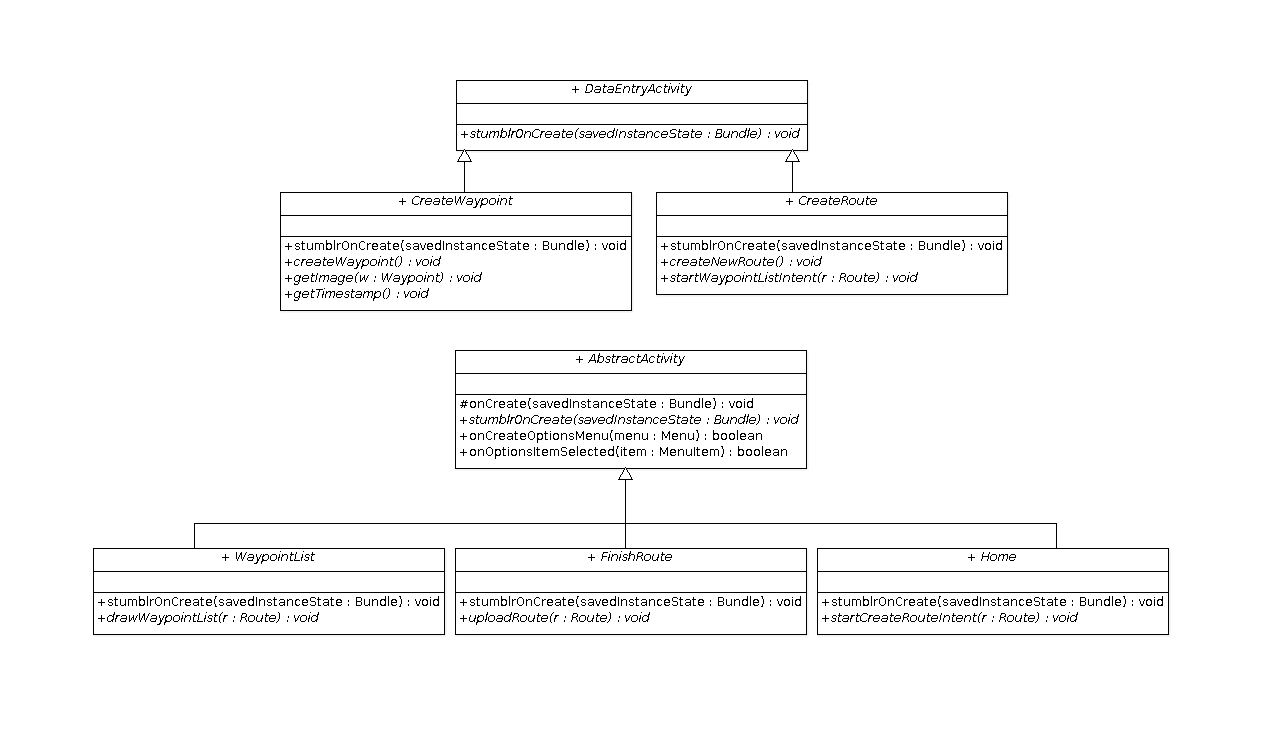 + DataEntryActivity
+stumblrOnCreate(savedInstanceState : Bundle) : void
+ CreateWaypoint
+stumblrOnCreate(savedInstanceState : Bundle) : void
+createWaypoint() : void
+getImage(w : Waypoint) : void
+getTimestamp() : void
+ CreateRoute
+stumblrOnCreate(savedInstanceState : Bundle) : void
+createNewRoute() : void
+startWaypointListIntent(r : Route) : void
+ AbstractActivity
#onCreate(savedInstanceState : Bundle) : void
+stumblrOnCreate(savedInstanceState : Bundle) : void
+onCreateOptionsMenu(menu : Menu) : boolean
+onOptionsItemSelected(item : MenuItem) : boolean
+ WaypointList
+stumblrOnCreate(savedInstanceState : Bundle) : void
+drawWaypointList(r : Route) : void
+ FinishRoute
+stumblrOnCreate(savedInstanceState : Bundle) : void
+uploadRoute(r : Route) : void
+ Home
+stumblrOnCreate(savedInstanceState : Bundle) : void
+startCreateRouteIntent(r : Route) : void